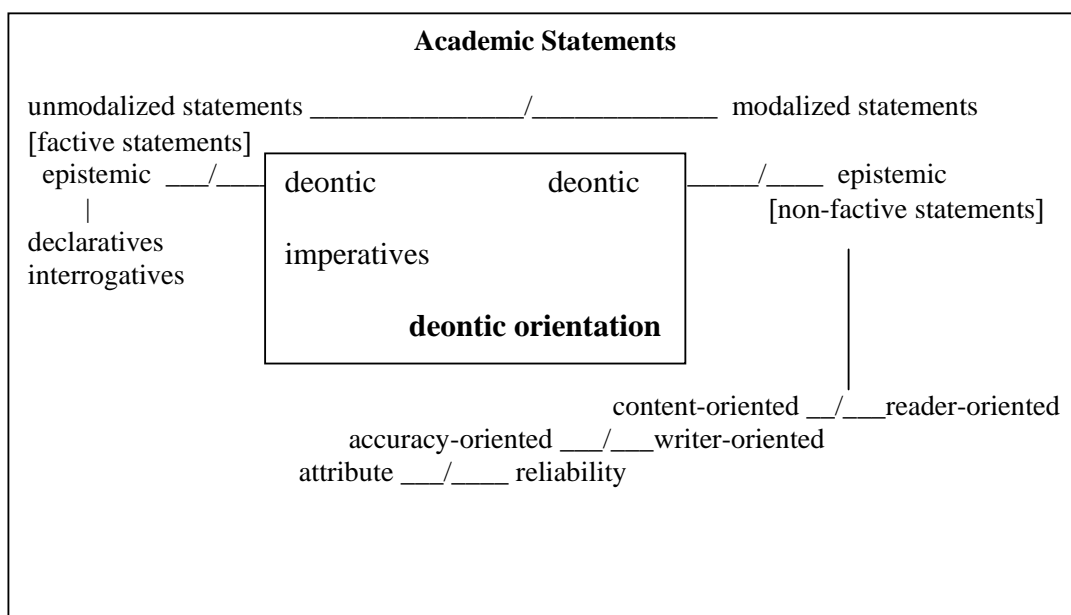 Academic Statements
unmodalized statements _______________/_____________ modalized statements
[factive statements]
epistemic ___/____ deontic deontic _____/____ epistemic
| [non-factive statements]
declaratives
interrogatives imperatives
deontic orientation
content-oriented __/___reader-oriented
accuracy-oriented ___/___writer-oriented
attribute ___/____ reliability